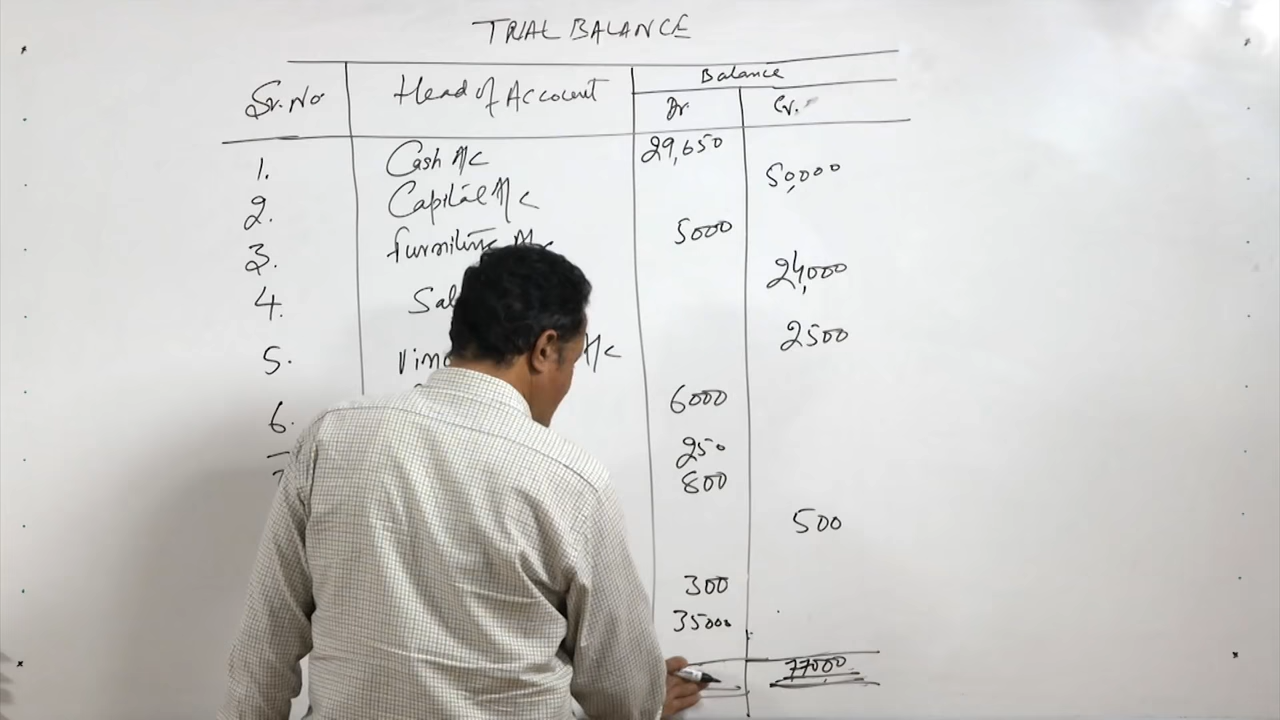 TRIAL BALANCE
Sr. No Head of Account Balance
Dr. Cr.
1. Cash A/c 29,650
2. Capital A/c 50,000
3. Furniture A/c 5000
4. 24,000
5. A/c 2500
6. 6000
250
800
500
300
35000
77000